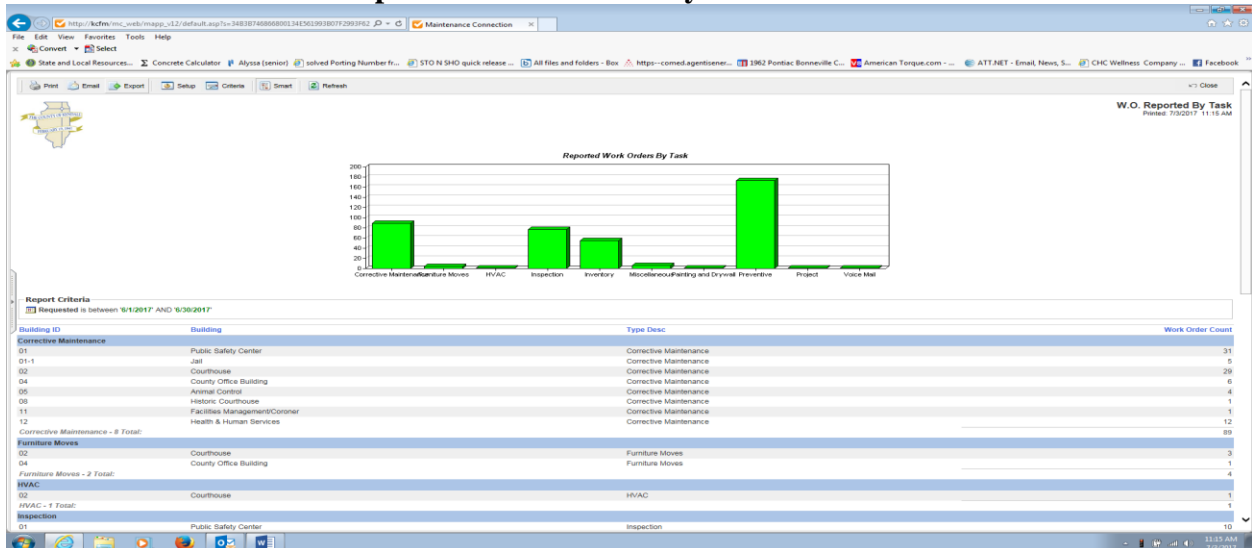 http://kcfm/mc_web/mapp_v12/default.asp?s=34B3B746866800134E561993B07F2993F62
Maintenance Connection
File Edit View Favorites Tools Help
Convert Select
State and Local Resources... Concrete Calculator Alyssa (senior) solved Porting Number fr... STO N SHO quick release ... All files and folders - Box https--comed.agentisener... 1962 Pontiac Bonneville C... American Torque.com - ... ATT.NET - Email, News, S... CHC Wellness Company ... Facebook
Print Email Export Setup Criteria Smart Refresh Close
W.O. Reported By Task
Printed: 7/3/2017 11:15 AM
Reported Work Orders By Task
200
180
160
140
120
100
80
60
40
20
0
Corrective Maintenance Furniture Moves HVAC Inspection Inventory Miscellaneous Painting and Drywall Preventive Project Voice Mail
Report Criteria
Requested is between '6/1/2017' AND '6/30/2017'
Building ID Building Type Desc Work Order Count
Corrective Maintenance
01 Public Safety Center Corrective Maintenance 31
01-1 Jail Corrective Maintenance 5
02 Courthouse Corrective Maintenance 29
04 County Office Building Corrective Maintenance 6
05 Animal Control Corrective Maintenance 4
08 Historic Courthouse Corrective Maintenance 1
11 Facilities Management/Coroner Corrective Maintenance 1
12 Health & Human Services Corrective Maintenance 12
Corrective Maintenance - 8 Total: 89
Furniture Moves
02 Courthouse Furniture Moves 3
04 County Office Building Furniture Moves 1
Furniture Moves - 2 Total: 4
HVAC
02 Courthouse HVAC 1
HVAC - 1 Total: 1
Inspection
01 Public Safety Center Inspection 10
11:15 AM
7/3/2017